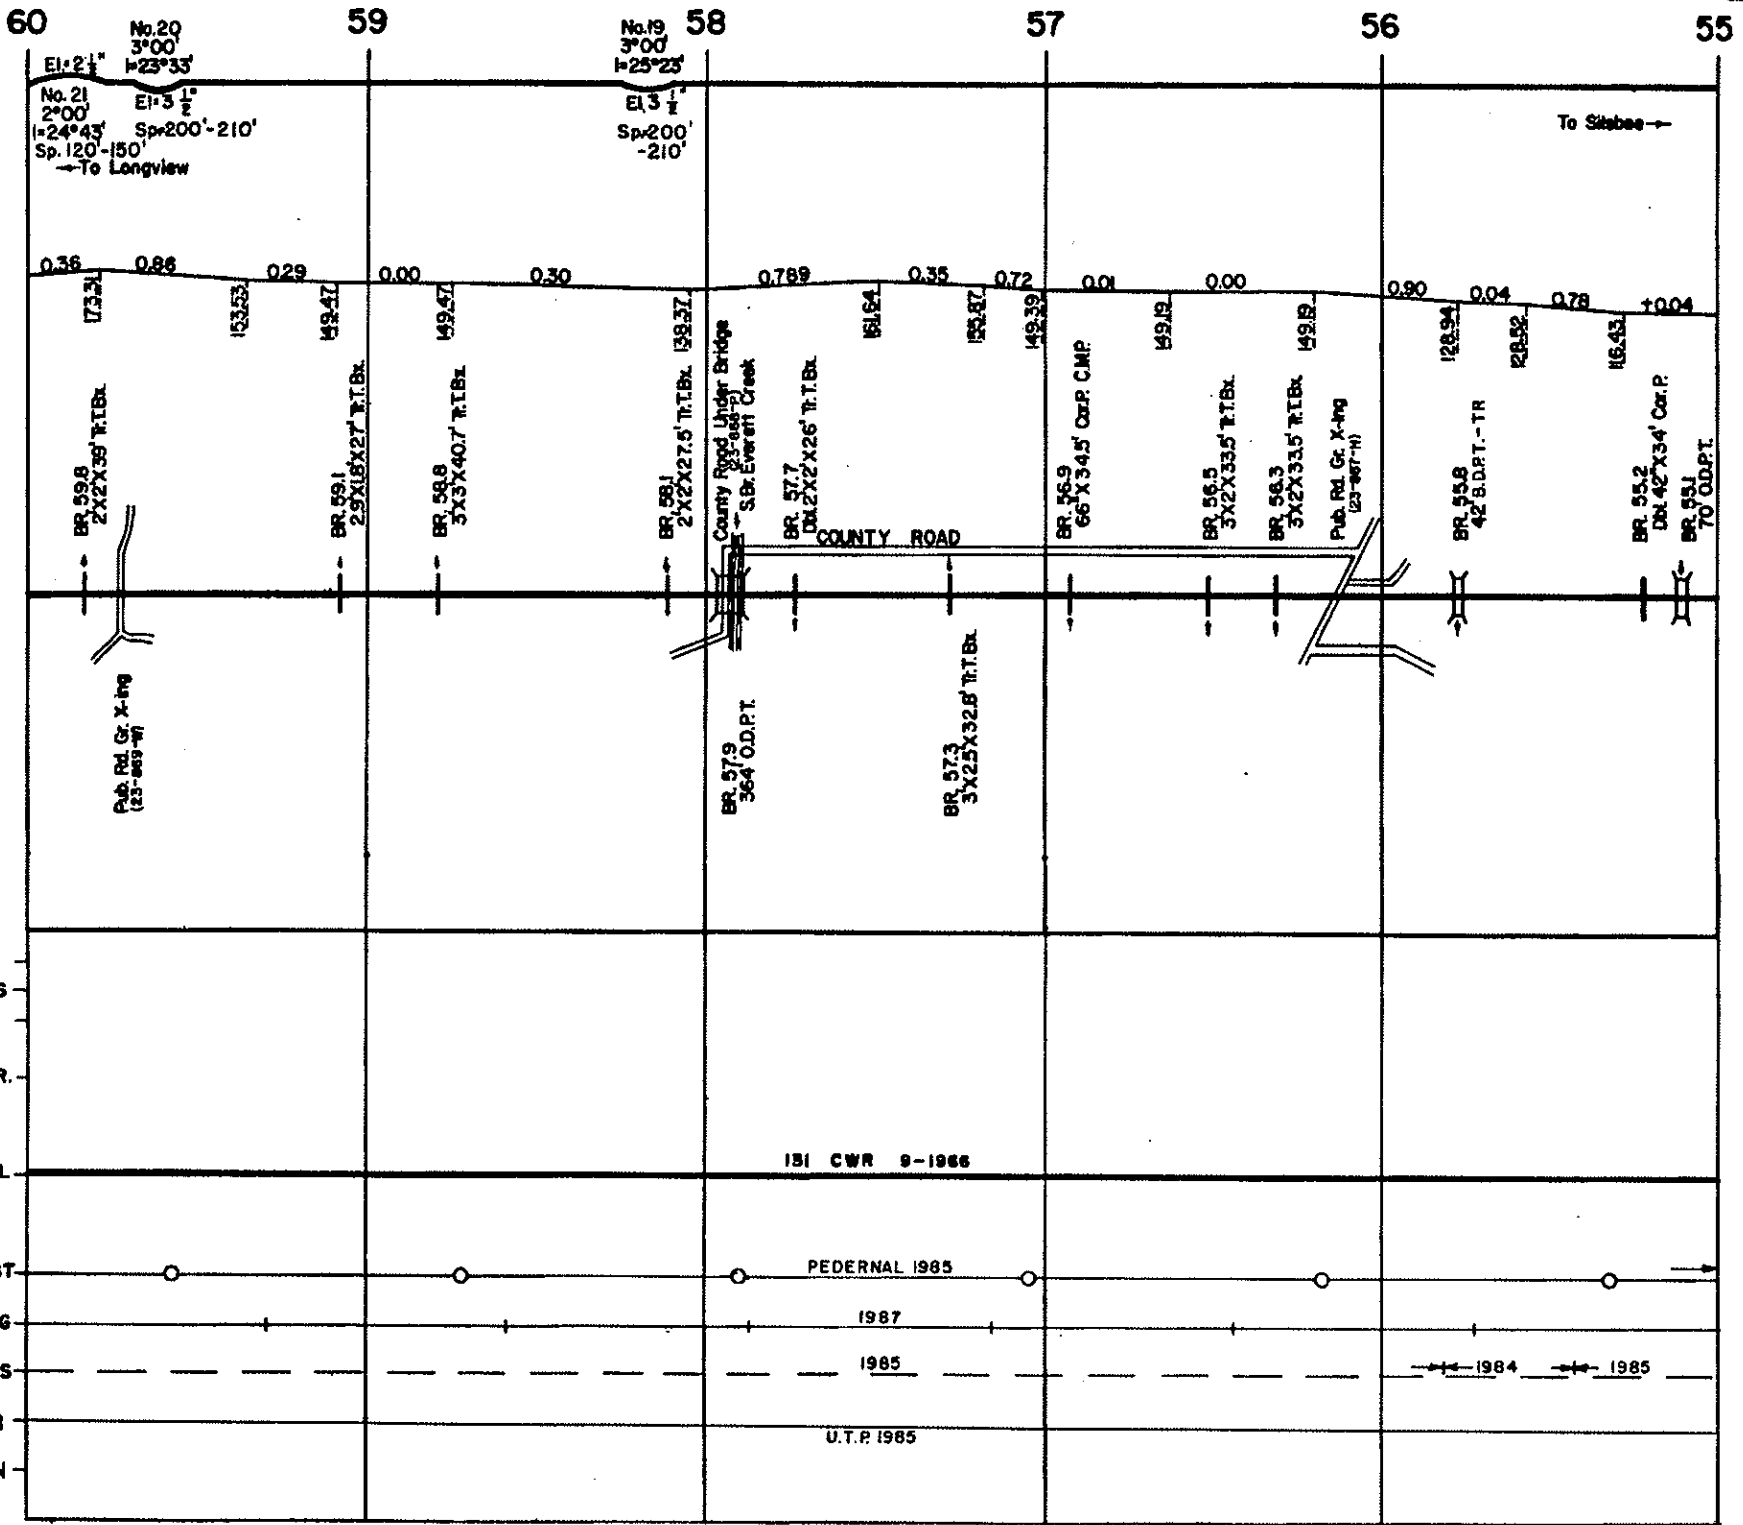 60 59 58 57 56 55
No.20
3°00'
I=23°33'
El=3 1/2"
Sp=200'-210'
No.21
2°00'
I=24°43'
Sp. 120'-150'
←To Longview
No.19
3°00'
I=25°23'
El. 3 1/2"
Sp=200'
-210'
To Silsbee→
0.36 0.86 0.29 0.00 0.30 0.789 0.35 0.72 0.01 0.00 0.90 0.04 0.78 +0.04
173.31 153.53 149.47 149.47 138.37 161.64 155.87 149.39 149.19 149.19 128.94 128.52 116.43
BR. 59.8
2'X2'X39' Tr.T.Bx.
BR. 59.1
2.9'X1.8'X27' Tr.T.Bx.
BR. 58.8
3'X3'X40.7' Tr.T.Bx.
BR. 58.1
2'X2'X27.5' Tr.T.Bx.
County Road Under Bridge
(23-868-P)
S.Br. Everett Creek
BR. 57.7
Dbl.2'X2'X26' Tr.T.Bx.
BR. 56.9
66"X34.5' Cor.P. C.M.P.
BR. 56.5
3'X2'X33.5' Tr.T.Bx.
BR. 56.3
3'X2'X33.5' Tr.T.Bx.
Pub. Rd. Gr. X-ing
(23-867-H)
BR. 55.8
42' B.D.P.T.-TR
BR. 55.2
Dbl. 42"X34' Cor.P.
BR. 55.1
70' O.D.P.T.
COUNTY ROAD
Pub. Rd. Gr. X-ing
(23-869-W)
BR. 57.9
364' O.D.P.T.
BR. 57.3
3'X2.5'X32.8' Tr.T.Bx.
S
R.
L
131 CWR 9-1966
ST
PEDERNAL 1985
G
1987
S
1985
1984
1985
U.T.P. 1985
N